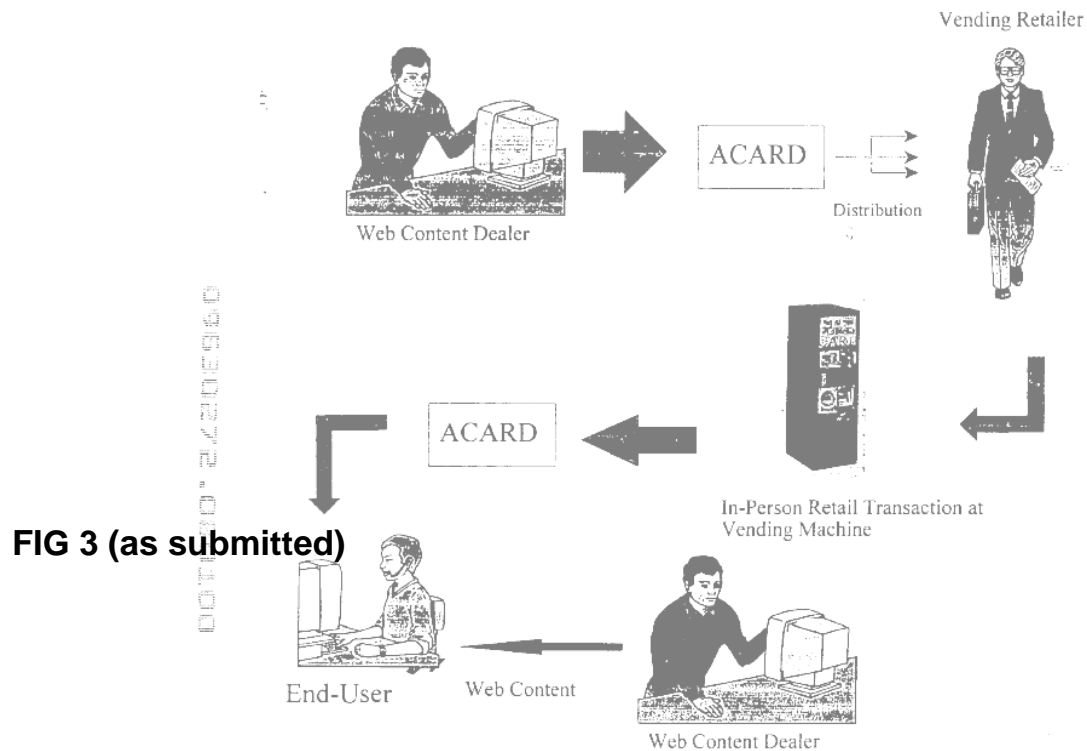 Vending Retailer
ACARD
Distribution
Web Content Dealer
ACARD
In-Person Retail Transaction at
Vending Machine
FIG 3 (as submitted)
End-User
Web Content
Web Content Dealer